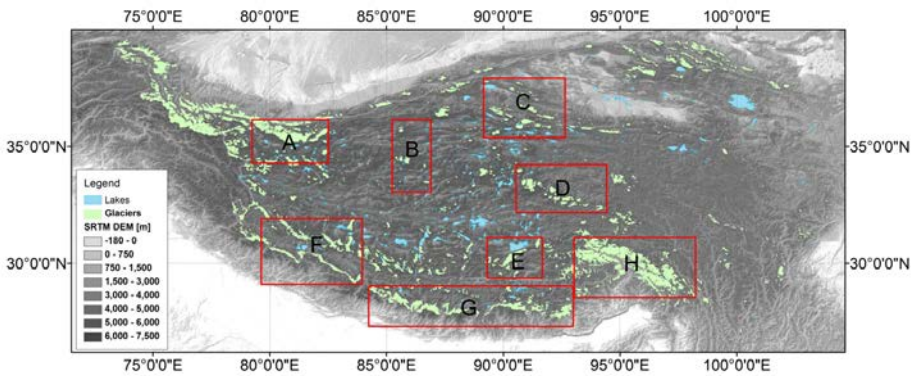 75°0'0"E 80°0'0"E 85°0'0"E 90°0'0"E 95°0'0"E 100°0'0"E
C
35°0'0"N A B 35°0'0"N
D
Legend
Lakes
Glaciers
SRTM DEM [m]
-180 - 0
0 - 750
750 - 1,500
1,500 - 3,000
3,000 - 4,000
4,000 - 5,000
5,000 - 6,000
6,000 - 7,500
F
30°0'0"N E H 30°0'0"N
G
75°0'0"E 80°0'0"E 85°0'0"E 90°0'0"E 95°0'0"E 100°0'0"E